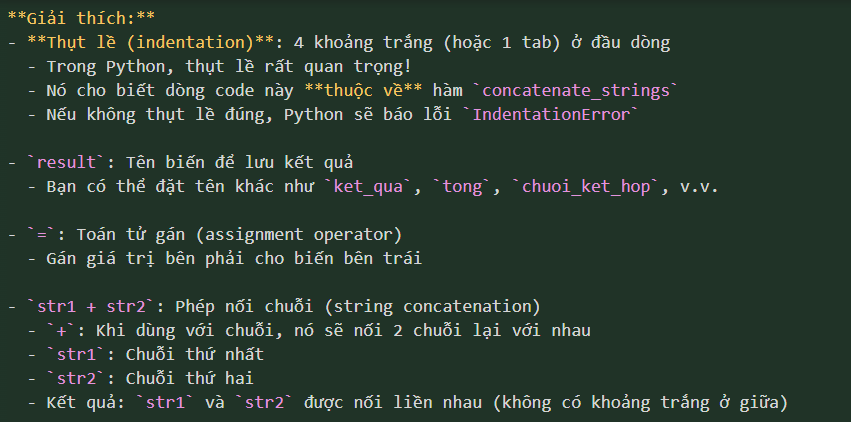 **Giải thích:**
- **Thụt lề (indentation)**: 4 khoảng trắng (hoặc 1 tab) ở đầu dòng
  - Trong Python, thụt lề rất quan trọng!
  - Nó cho biết dòng code này **thuộc về** hàm `concatenate_strings`
  - Nếu không thụt lề đúng, Python sẽ báo lỗi `IndentationError`
- `result`: Tên biến để lưu kết quả
  - Bạn có thể đặt tên khác như `ket_qua`, `tong`, `chuoi_ket_hop`, v.v.
- `=`: Toán tử gán (assignment operator)
  - Gán giá trị bên phải cho biến bên trái
- `str1 + str2`: Phép nối chuỗi (string concatenation)
  - `+`: Khi dùng với chuỗi, nó sẽ nối 2 chuỗi lại với nhau
  - `str1`: Chuỗi thứ nhất
  - `str2`: Chuỗi thứ hai
  - Kết quả: `str1` và `str2` được nối liền nhau (không có khoảng trắng ở giữa)